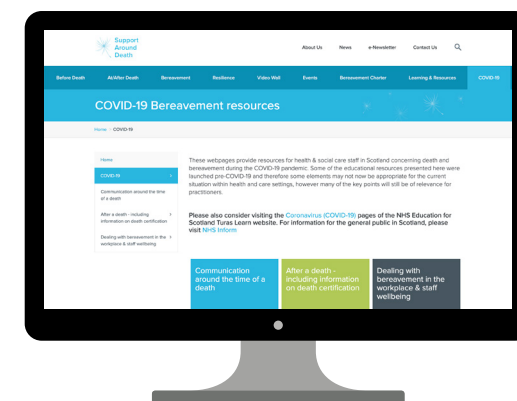 Support
Around
Death
About Us News e-Newsletter Contact Us
Before Death At/After Death Bereavement Resilience Video Wall Events Bereavement Charter Learning & Resources COVID-19
COVID-19 Bereavement resources
Home > COVID-19
Home
COVID-19 >
Communication around the time
of a death
After a death - including >
information on death certification
Dealing with bereavement in the >
workplace & staff wellbeing
These webpages provide resources for health & social care staff in Scotland concerning death and
bereavement during the COVID-19 pandemic. Some of the educational resources presented here were
launched pre-COVID-19 and therefore some elements may not now be appropriate for the current
situation within health and care settings, however many of the key points will still be of relevance for
practitioners.
Please also consider visiting the Coronavirus (COVID-19) pages of the NHS Education for
Scotland Turas Learn website. For information for the general public in Scotland, please
visit NHS Inform
Communication
around the time of a
death
After a death -
including information
on death certification
Dealing with
bereavement in the
workplace & staff
wellbeing